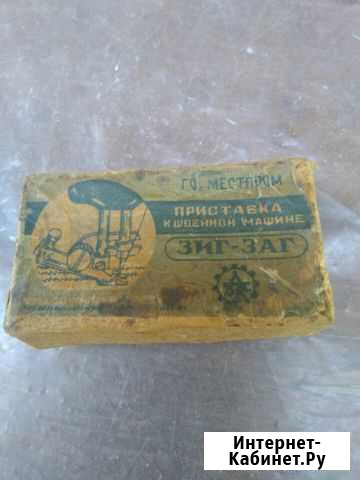 ГО. МЕСТПРОМ
ПРИСТАВКА
К ШВЕЙНОЙ МАШИНЕ
ЗИГ-ЗАГ
Интернет-
Кабинет.Ру